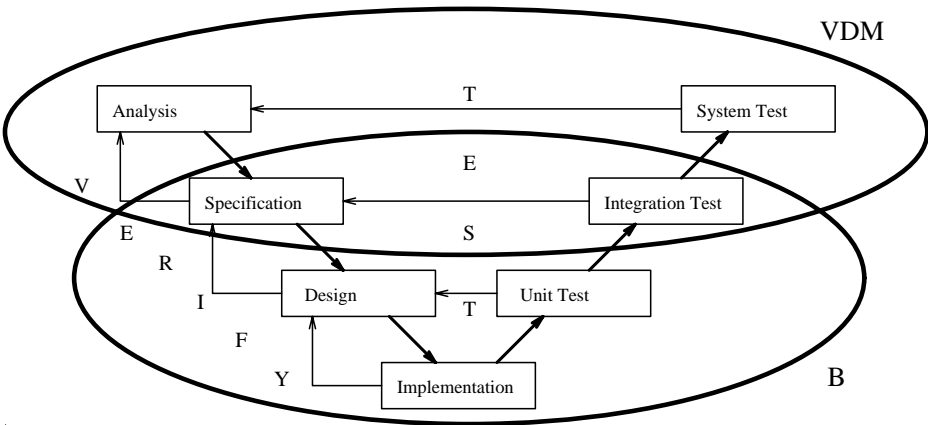 VDM
T
Analysis
System Test
E
V
Specification
Integration Test
E
S
R
Design
Unit Test
I
T
F
Y
Implementation
B